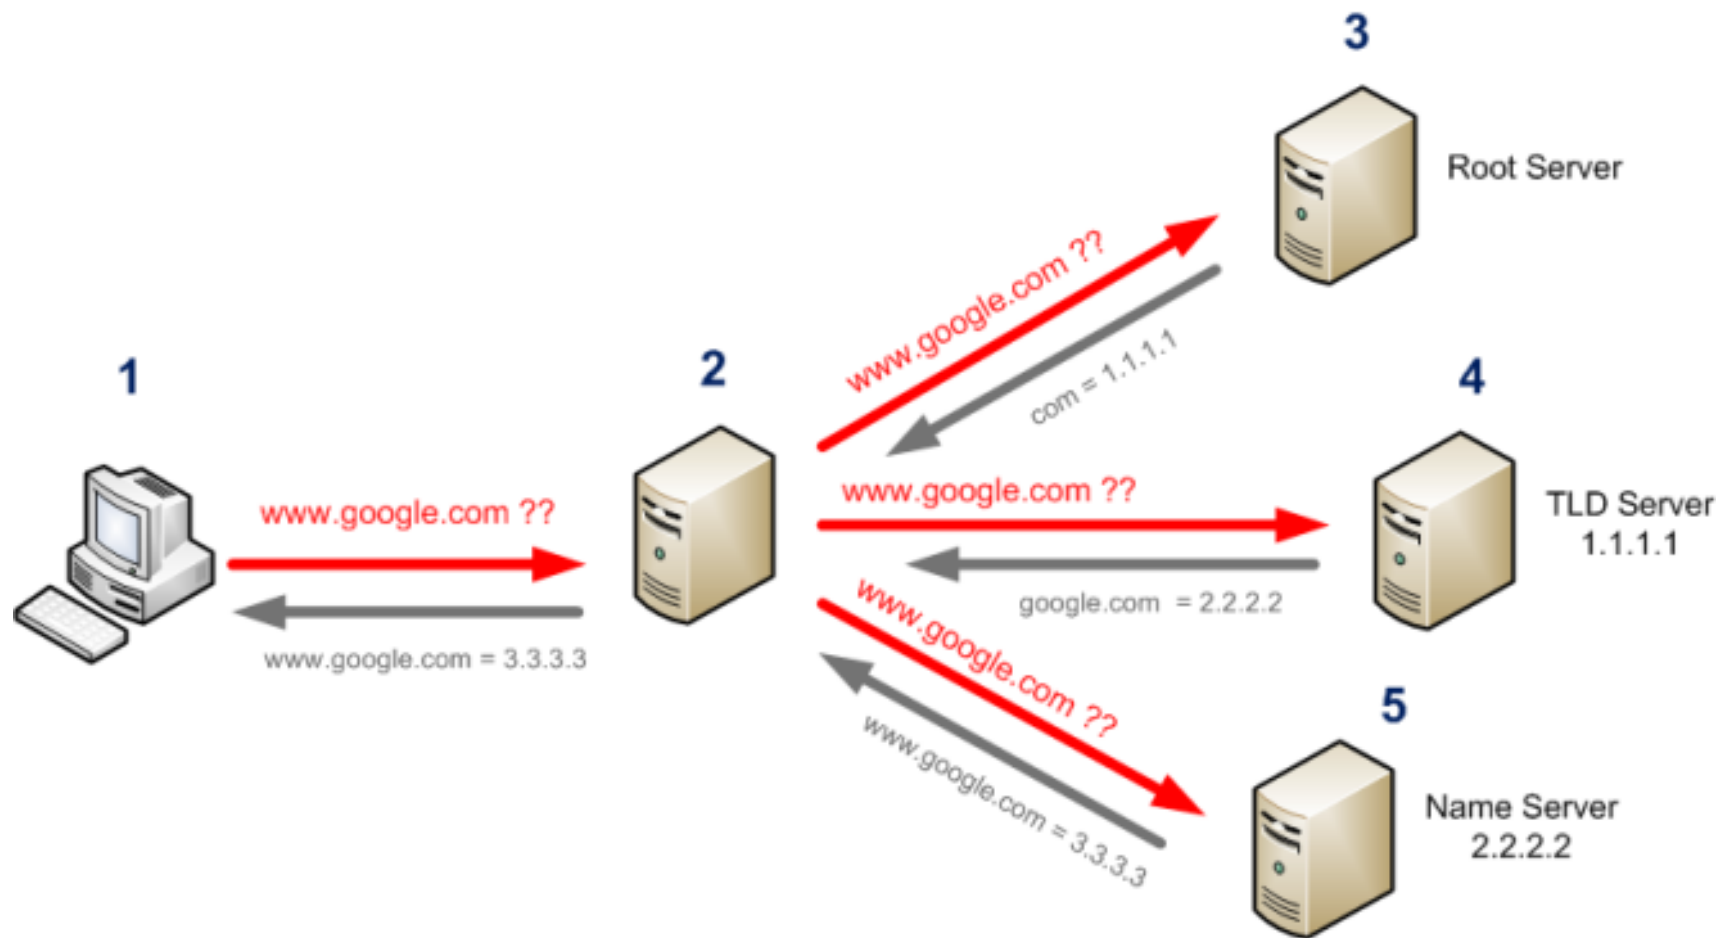 1
www.google.com ??
www.google.com = 3.3.3.3
2
www.google.com ??
com = 1.1.1.1
3
Root Server
www.google.com ??
google.com = 2.2.2.2
4
TLD Server
1.1.1.1
www.google.com ??
www.google.com = 3.3.3.3
5
Name Server
2.2.2.2